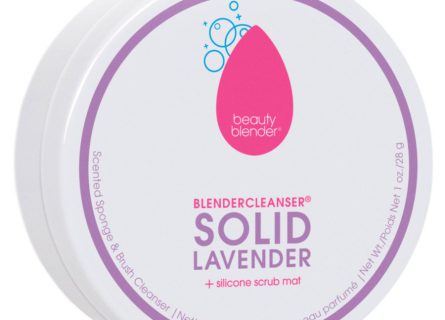 beauty
blender®
BLENDERCLEANSER®
SOLID
LAVENDER
+ silicone scrub mat
Scented Sponge & Brush Cleanser
Net Wt./Poids Net 1 oz./28 g